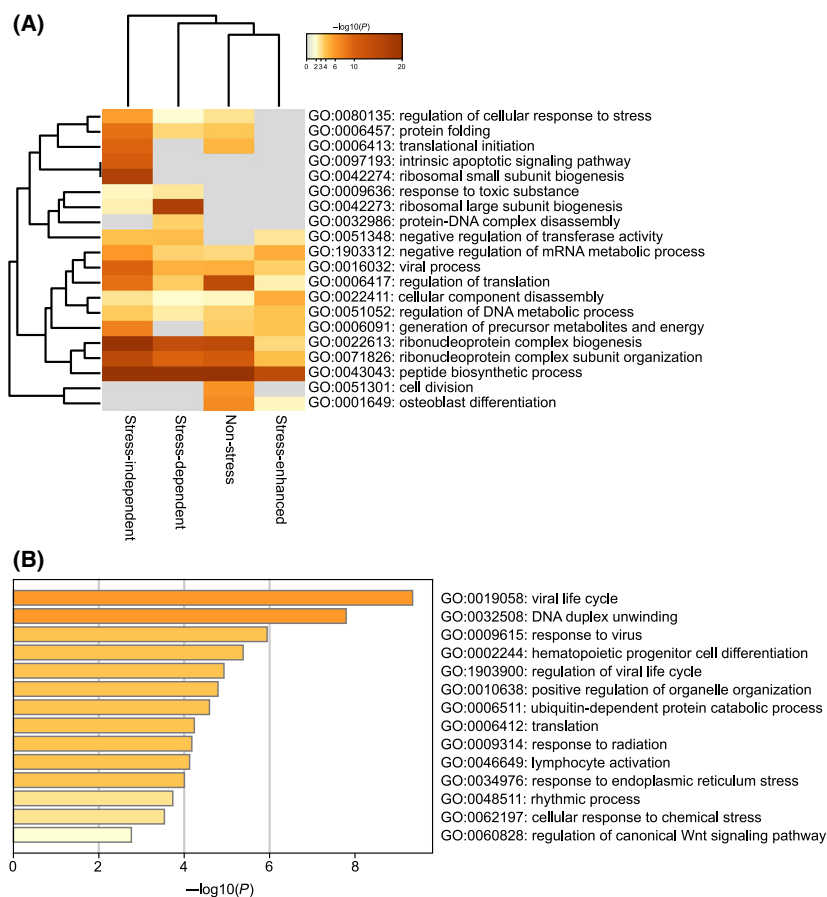 (A)
—log10(P)
0 2 3 4 6 10 20
GO:0080135: regulation of cellular response to stress
GO:0006457: protein folding
GO:0006413: translational initiation
GO:0097193: intrinsic apoptotic signaling pathway
GO:0042274: ribosomal small subunit biogenesis
GO:0009636: response to toxic substance
GO:0042273: ribosomal large subunit biogenesis
GO:0032986: protein-DNA complex disassembly
GO:0051348: negative regulation of transferase activity
GO:1903312: negative regulation of mRNA metabolic process
GO:0016032: viral process
GO:0006417: regulation of translation
GO:0022411: cellular component disassembly
GO:0051052: regulation of DNA metabolic process
GO:0006091: generation of precursor metabolites and energy
GO:0022613: ribonucleoprotein complex biogenesis
GO:0071826: ribonucleoprotein complex subunit organization
GO:0043043: peptide biosynthetic process
GO:0051301: cell division
GO:0001649: osteoblast differentiation
Stress-independent
Stress-dependent
Non-stress
Stress-enhanced
(B)
GO:0019058: viral life cycle
GO:0032508: DNA duplex unwinding
GO:0009615: response to virus
GO:0002244: hematopoietic progenitor cell differentiation
GO:1903900: regulation of viral life cycle
GO:0010638: positive regulation of organelle organization
GO:0006511: ubiquitin-dependent protein catabolic process
GO:0006412: translation
GO:0009314: response to radiation
GO:0046649: lymphocyte activation
GO:0034976: response to endoplasmic reticulum stress
GO:0048511: rhythmic process
GO:0062197: cellular response to chemical stress
GO:0060828: regulation of canonical Wnt signaling pathway
0 2 4 6 8
—log10(P)